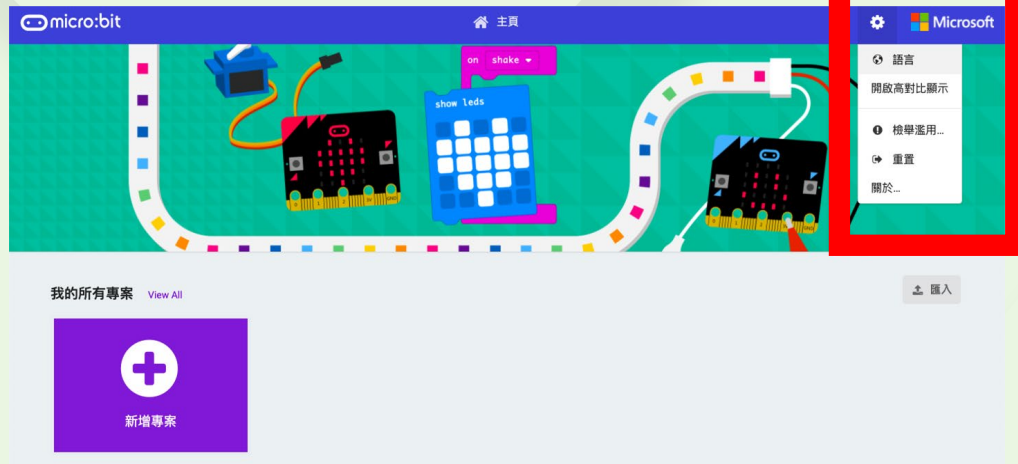 micro:bit
主頁
Microsoft
on shake
show leds
語言
開啟高對比顯示
檢舉濫用...
重置
關於...
我的所有專案 View All
匯入
新增專案